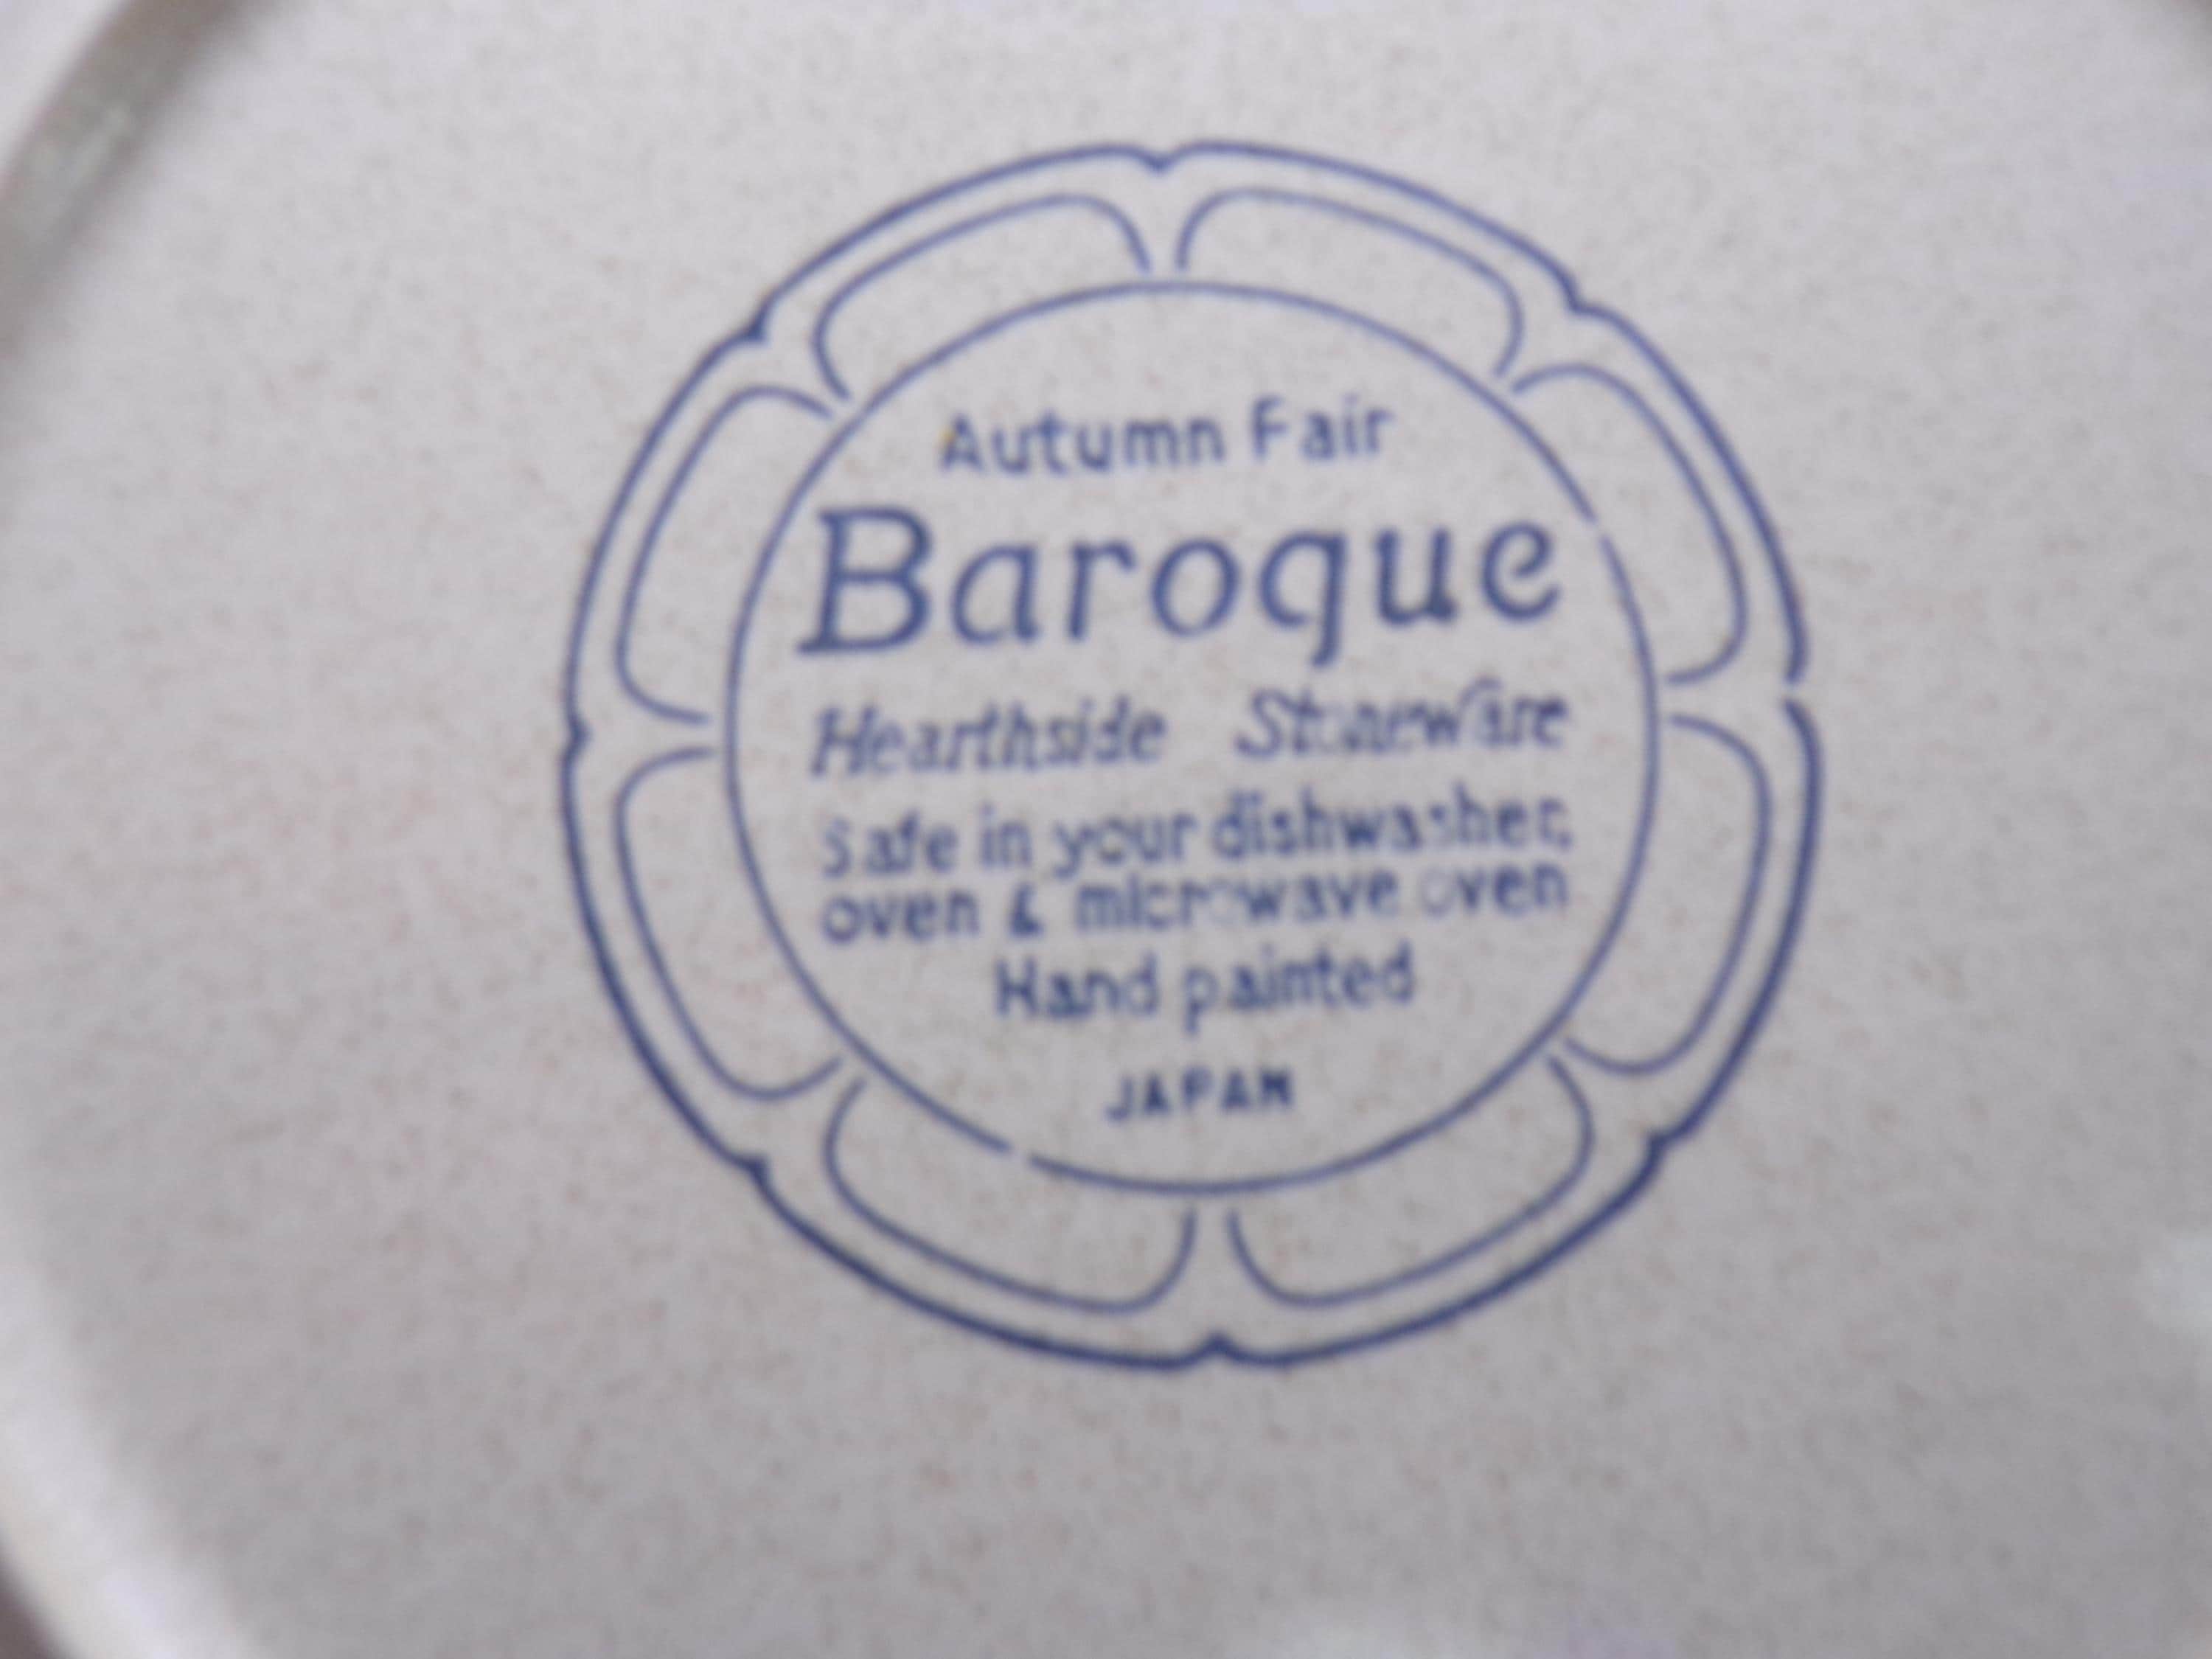 Autumn Fair
Baroque
Hearthside Stoneware
Safe in your dishwasher,
oven & microwave oven
Hand painted
JAPAN